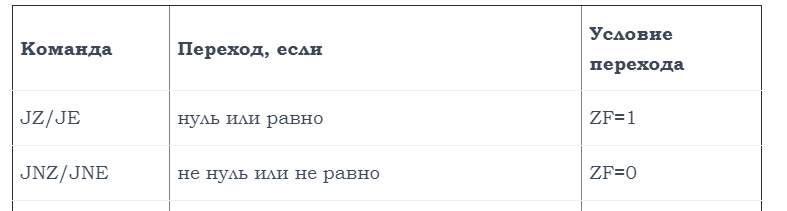 Команда Переход, если Условие перехода
JZ/JE нуль или равно ZF=1
JNZ/JNE не нуль или не равно ZF=0